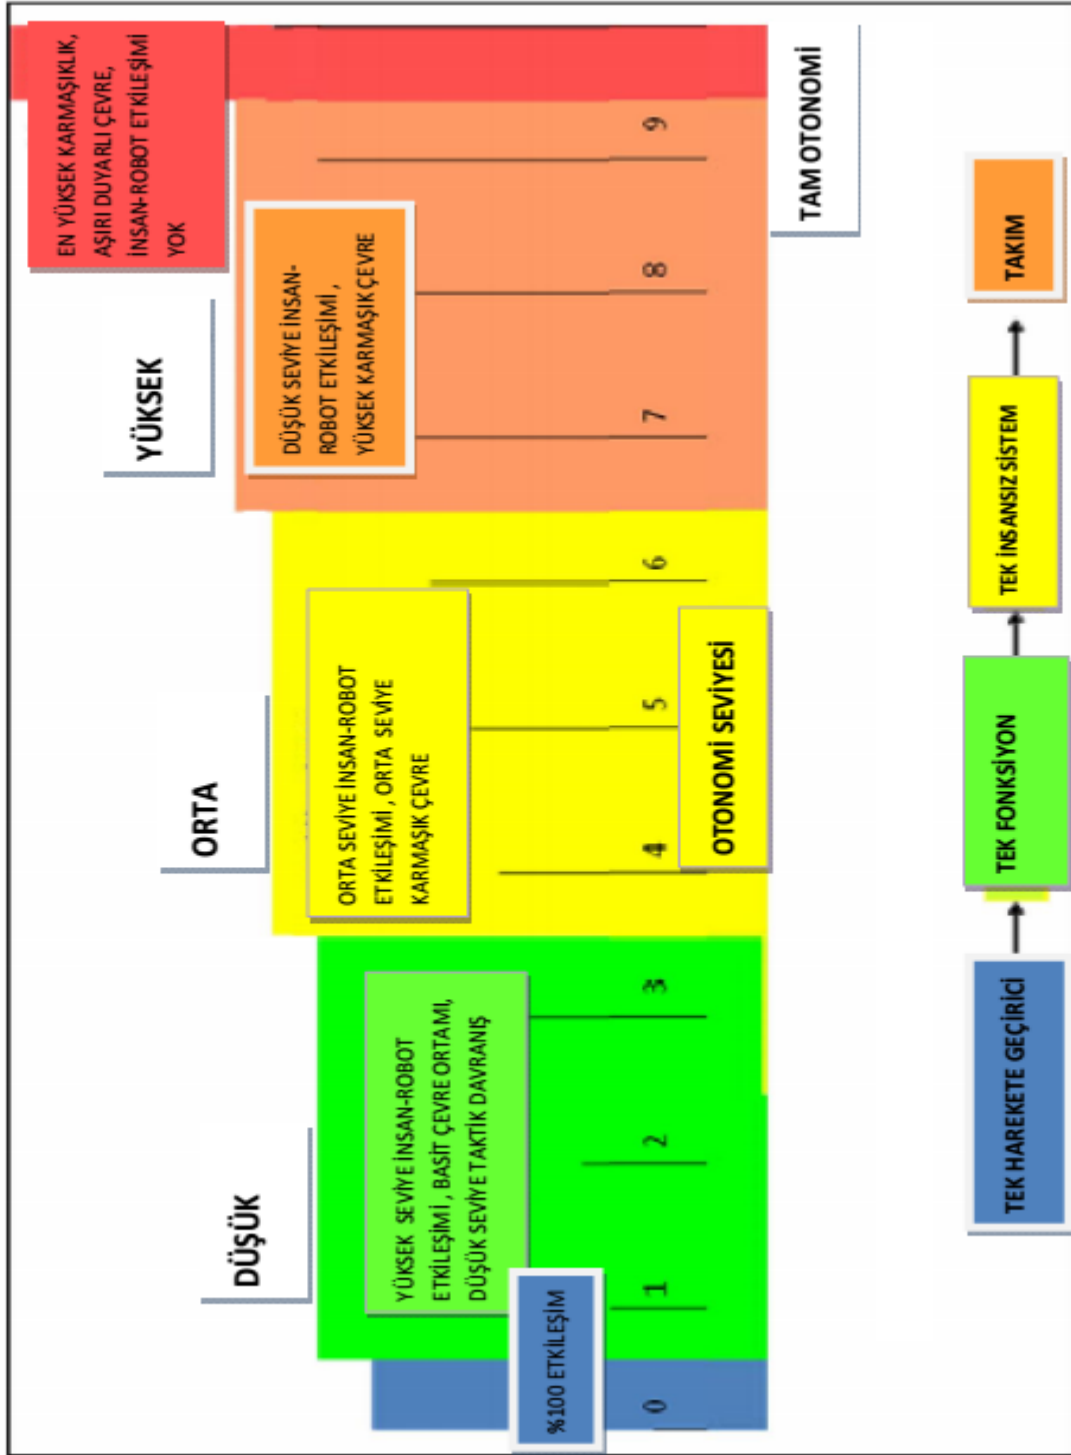 DÜŞÜK
ORTA
YÜKSEK
EN YÜKSEK KARMAŞIKLIK,
AŞIRI DUYARLI ÇEVRE,
İNSAN-ROBOT ETKİLEŞİMİ
YOK
YÜKSEK SEVİYE İNSAN-ROBOT
ETKİLEŞİMİ, BASİT ÇEVRE ORTAMI,
DÜŞÜK SEVİYE TAKTİK DAVRANIŞ
ORTA SEVİYE İNSAN-ROBOT
ETKİLEŞİMİ, ORTA SEVİYE
KARMAŞIK ÇEVRE
DÜŞÜK SEVİYE İNSAN-
ROBOT ETKİLEŞİMİ,
YÜKSEK KARMAŞIK ÇEVRE
%100 ETKİLEŞİM
0 1 2 3 4 5 6 7 8 9
OTONOMİ SEVİYESİ
TAM OTONOMİ
TEK HAREKETE GEÇİRİCİ
TEK FONKSİYON
TEK İNSANSIZ SİSTEM
TAKIM